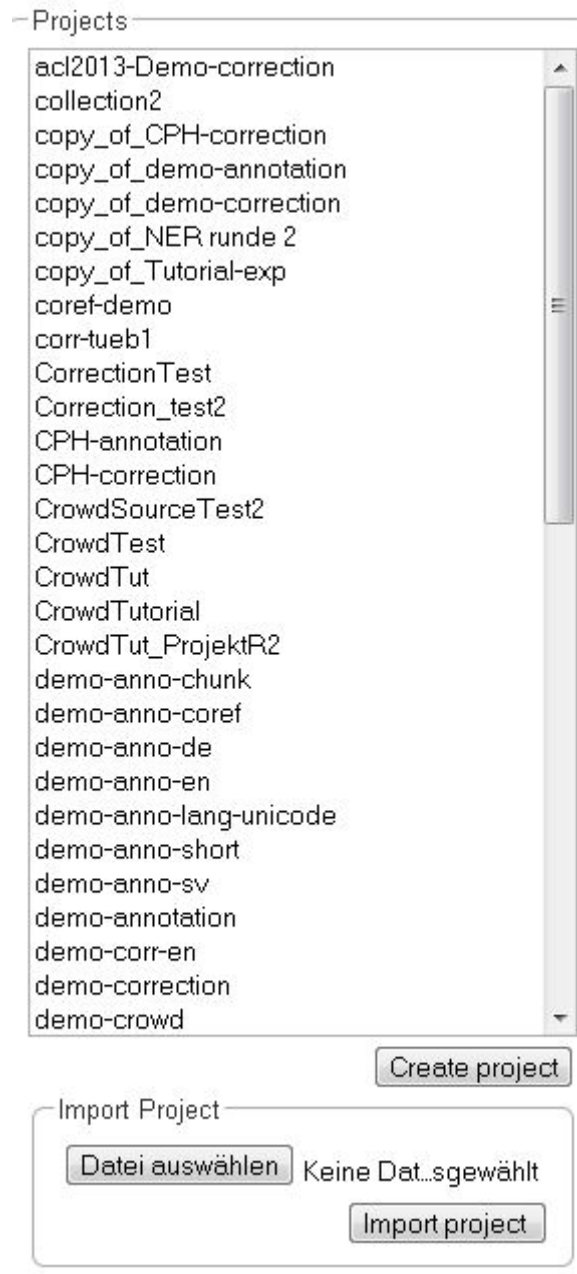 Projects
acl2013-Demo-correction
collection2
copy_of_CPH-correction
copy_of_demo-annotation
copy_of_demo-correction
copy_of_NER runde 2
copy_of_Tutorial-exp
coref-demo
corr-tueb1
CorrectionTest
Correction_test2
CPH-annotation
CPH-correction
CrowdSourceTest2
CrowdTest
CrowdTut
CrowdTutorial
CrowdTut_ProjektR2
demo-anno-chunk
demo-anno-coref
demo-anno-de
demo-anno-en
demo-anno-lang-unicode
demo-anno-short
demo-anno-sv
demo-annotation
demo-corr-en
demo-correction
demo-crowd
Create project
Import Project
Datei auswählen Keine Dat…sgewählt
Import project